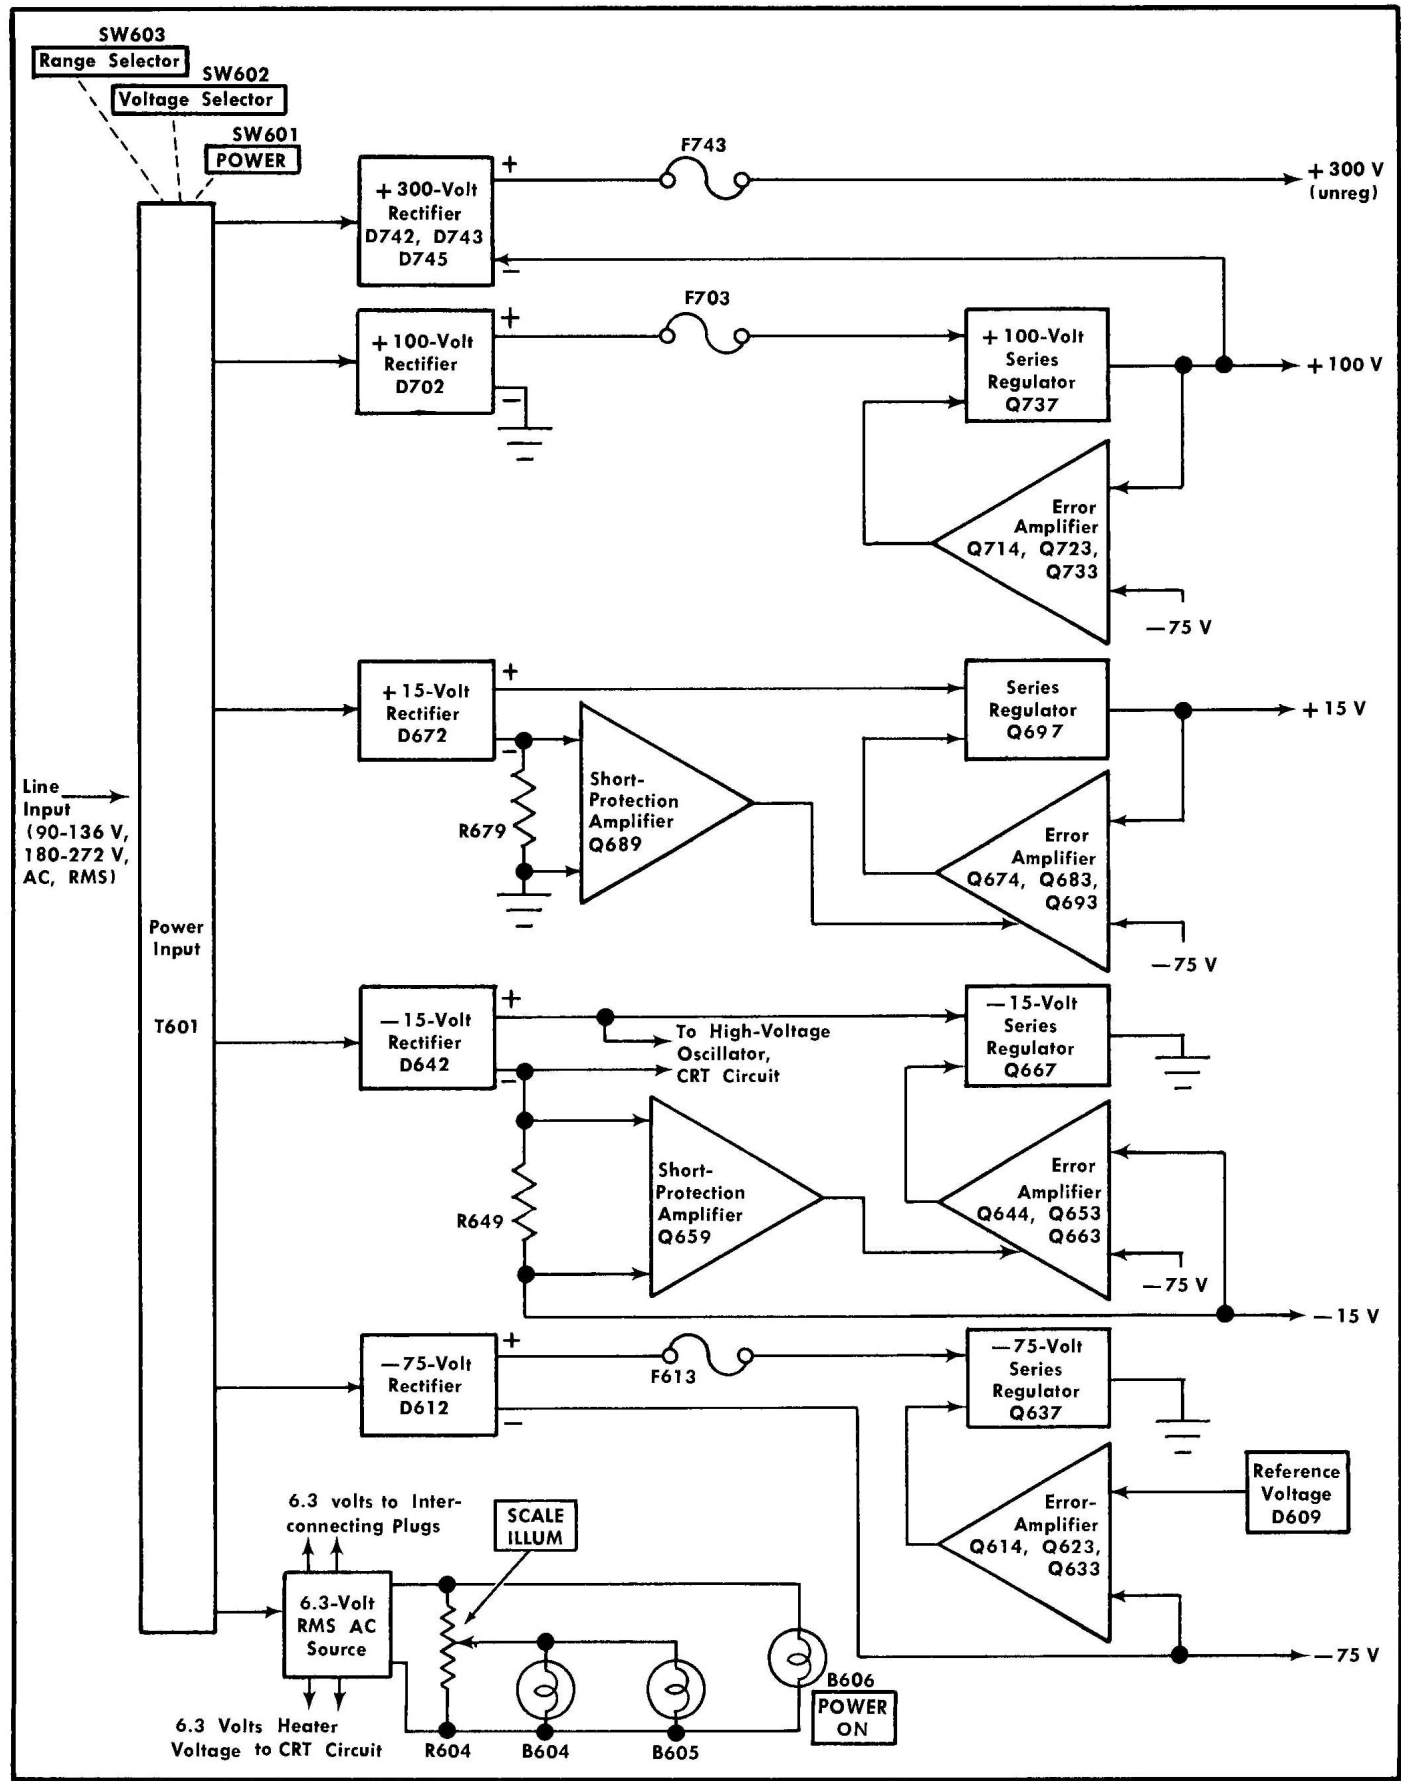 SW603
Range Selector
SW602
Voltage Selector
SW601
POWER
+ 300-Volt
Rectifier
D742, D743
D745
+
−
F743
+ 300 V
(unreg)
+ 100-Volt
Rectifier
D702
+
−
F703
+ 100-Volt
Series
Regulator
Q737
+ 100 V
Error
Amplifier
Q714, Q723,
Q733
— 75 V
+ 15-Volt
Rectifier
D672
+
−
R679
Short-
Protection
Amplifier
Q689
Series
Regulator
Q697
+ 15 V
Error
Amplifier
Q674, Q683,
Q693
— 75 V
Line
Input
(90-136 V,
180-272 V,
AC, RMS)
Power
Input
T601
— 15-Volt
Rectifier
D642
+
−
To High-Voltage
Oscillator,
CRT Circuit
R649
Short-
Protection
Amplifier
Q659
— 15-Volt
Series
Regulator
Q667
Error
Amplifier
Q644, Q653
Q663
— 75 V
— 15 V
— 75-Volt
Rectifier
D612
+
−
F613
— 75-Volt
Series
Regulator
Q637
Reference
Voltage
D609
Error-
Amplifier
Q614, Q623,
Q633
— 75 V
6.3 volts to Inter-
connecting Plugs
SCALE
ILLUM
6.3-Volt
RMS AC
Source
6.3 Volts Heater
Voltage to CRT Circuit
R604
B604
B605
B606
POWER
ON